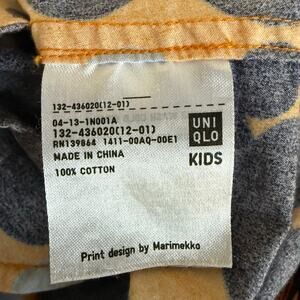 132-436020(12-01)
04-13-1N001A
132-436020(12-01)
RN139864 1411-00AQ-00E1
MADE IN CHINA
100% COTTON
UNI
QLO
KIDS
Print design by Marimekko